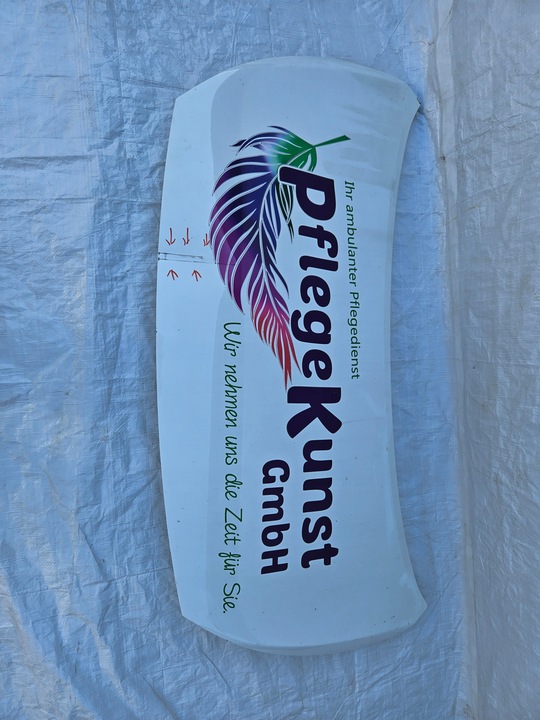 Ihr ambulanter Pflegedienst
PflegeKunst
GmbH
Wir nehmen uns die Zeit für Sie.